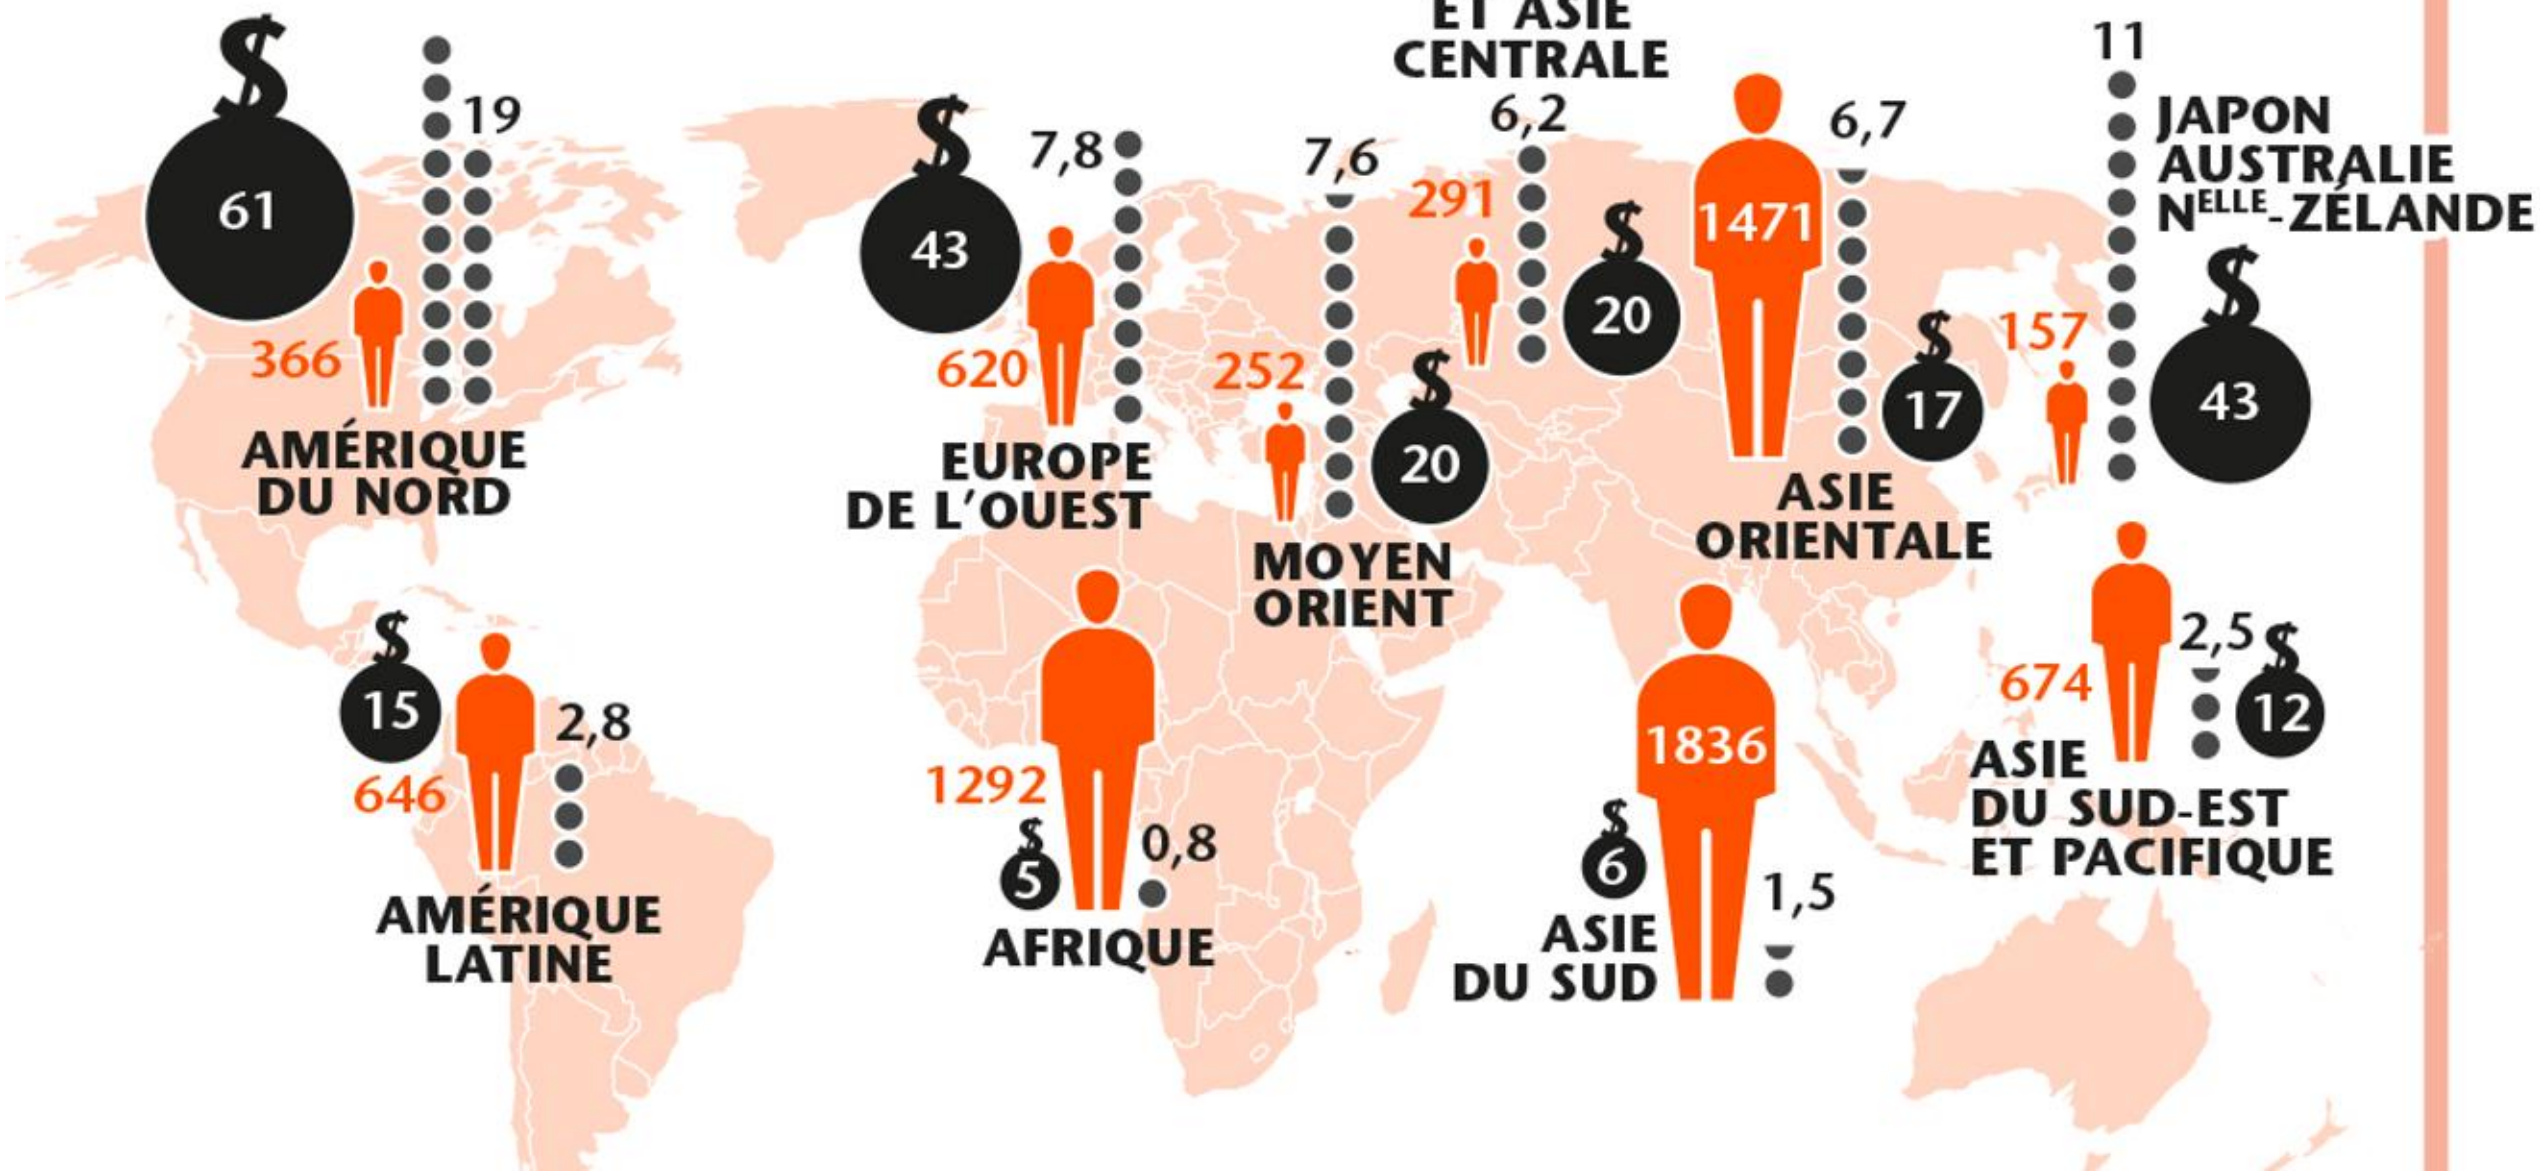 ET ASIE
CENTRALE
$
61
19
366
AMÉRIQUE
DU NORD
$
43
7,8
620
EUROPE
DE L'OUEST
7,6
252
$
20
MOYEN
ORIENT
6,2
291
$
20
1471
6,7
$
17
ASIE
ORIENTALE
11
JAPON
AUSTRALIE
NELLE-ZÉLANDE
157
$
43
$
15
646
2,8
AMÉRIQUE
LATINE
1292
$
5
0,8
AFRIQUE
1836
$
6
1,5
ASIE
DU SUD
674
2,5
$
12
ASIE
DU SUD-EST
ET PACIFIQUE